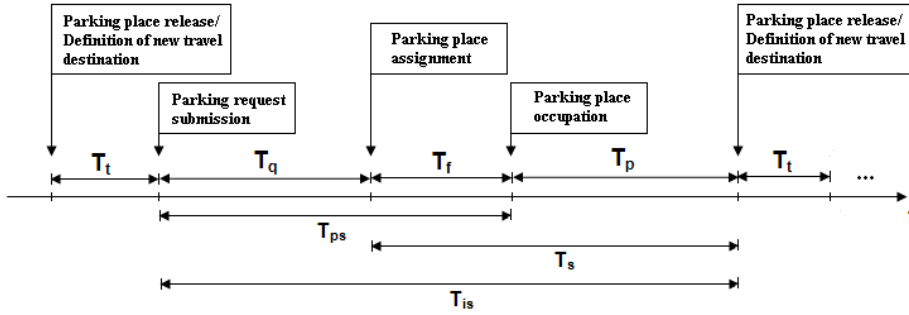 Parking place release/
Definition of new travel
destination
Parking place
assignment
Parking place release/
Definition of new travel
destination
Parking request
submission
Parking place
occupation
Tt
Tq
Tf
Tp
Tt
...
Tps
Ts
Tis